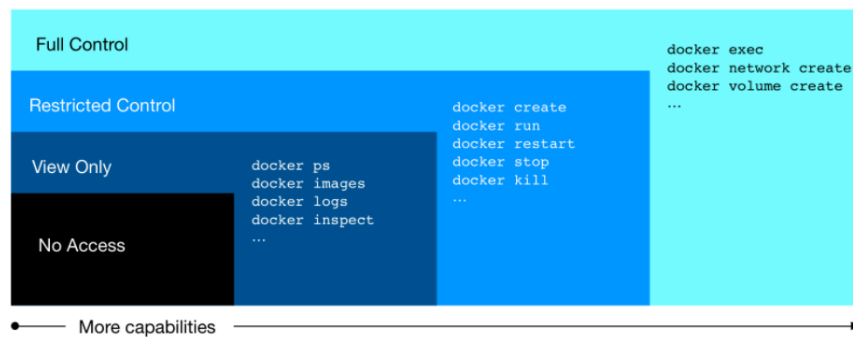 Full Control
docker exec
docker network create
docker volume create
...
Restricted Control
docker create
docker run
docker restart
docker stop
docker kill
...
View Only
docker ps
docker images
docker logs
docker inspect
...
No Access
More capabilities